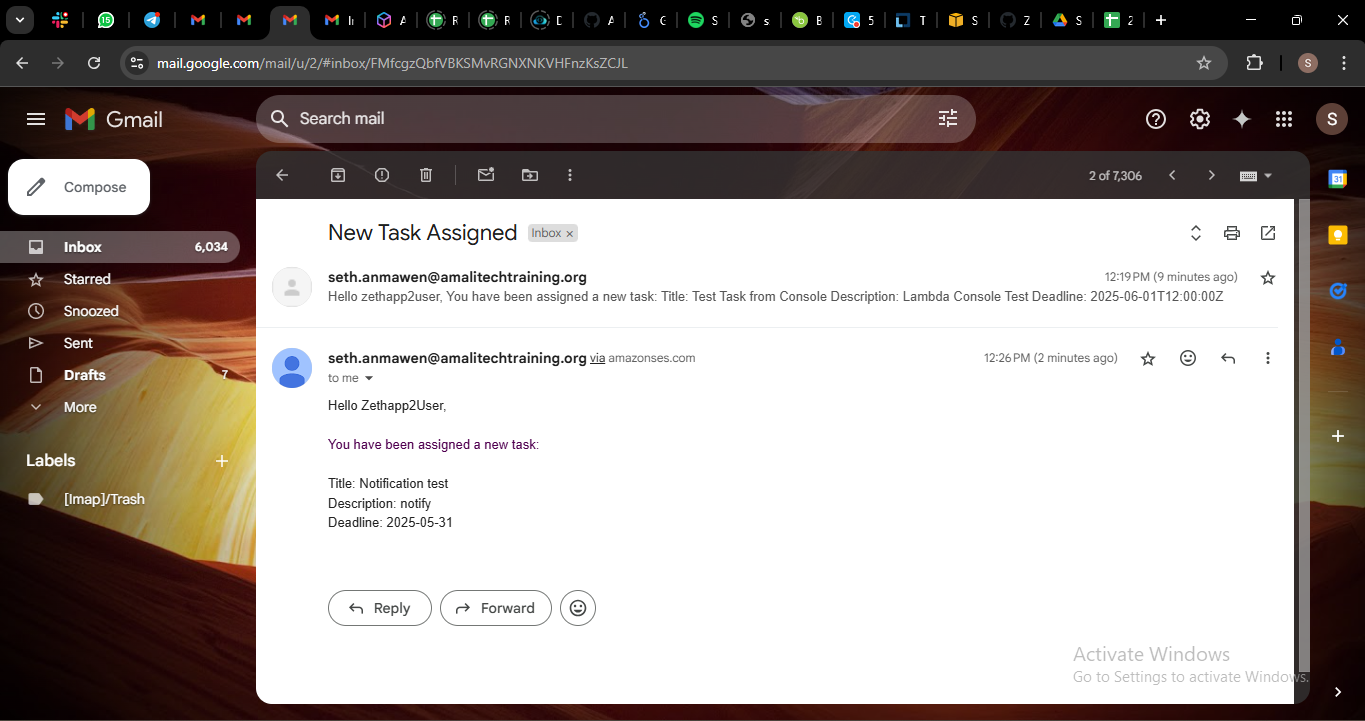 I
A
R
R
D
A
G
S
s
B
5
T
S
Z
S
2
mail.google.com/mail/u/2/#inbox/FMfcgzQbfVBKSMvRGNXNKVHFnzKsZCJL
S
Gmail
Search mail
S
Compose
2 of 7,306
31
Inbox 6,034
Starred
Snoozed
Sent
Drafts 7
More
Labels
[Imap]/Trash
New Task Assigned Inbox ×
seth.anmawen@amalitechtraining.org 12:19 PM (9 minutes ago)
Hello zethapp2user, You have been assigned a new task: Title: Test Task from Console Description: Lambda Console Test Deadline: 2025-06-01T12:00:00Z
seth.anmawen@amalitechtraining.org via amazonses.com 12:26 PM (2 minutes ago)
to me
Hello Zethapp2User,
You have been assigned a new task:
Title: Notification test
Description: notify
Deadline: 2025-05-31
Reply Forward
Activate Windows
Go to Settings to activate Windows.